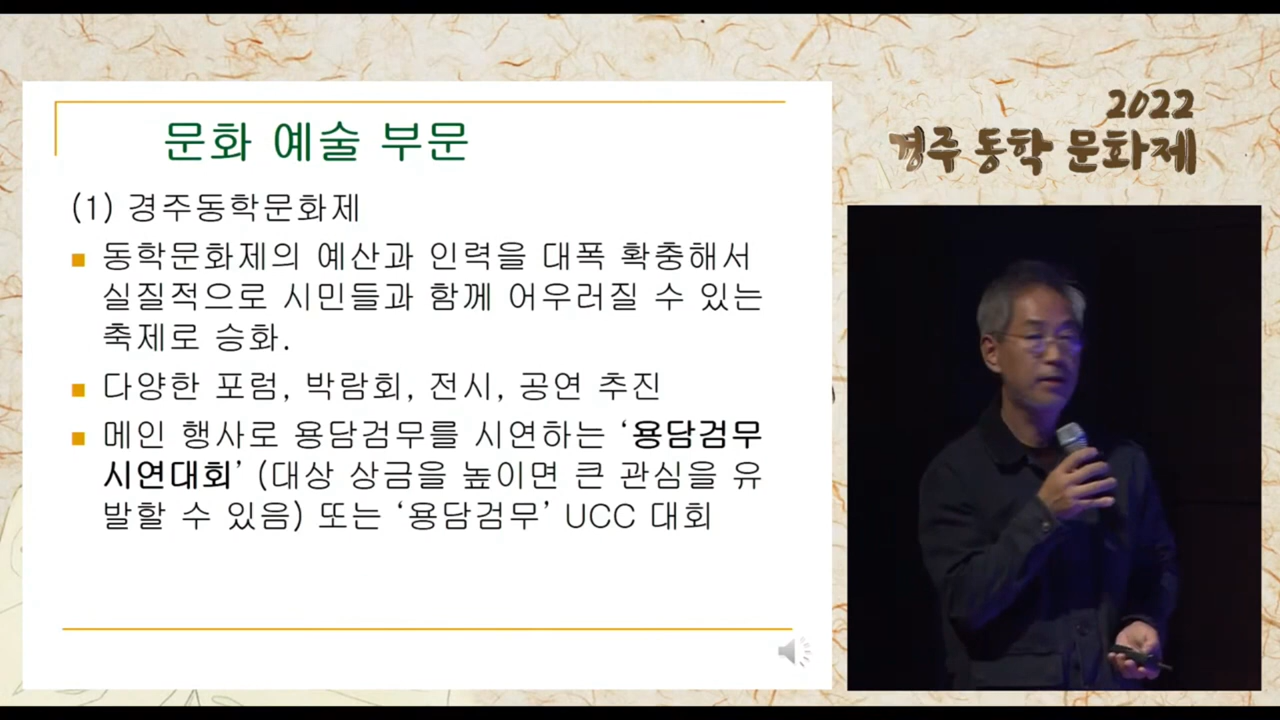 문화 예술 부문
(1) 경주동학문화제
동학문화제의 예산과 인력을 대폭 확충해서
실질적으로 시민들과 함께 어우러질 수 있는
축제로 승화.
다양한 포럼, 박람회, 전시, 공연 추진
메인 행사로 용담검무를 시연하는 ‘용담검무
시연대회’ (대상 상금을 높이면 큰 관심을 유
발할 수 있음) 또는 ‘용담검무’ UCC 대회
2022
경주 동학 문화제